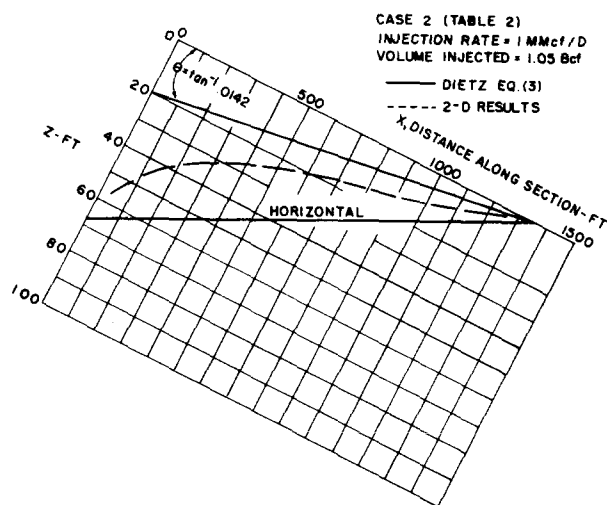 CASE 2 (TABLE 2)
INJECTION RATE = 1 MMcf/D
VOLUME INJECTED = 1.05 Bcf
DIETZ EQ.(3)
2-D RESULTS
X, DISTANCE ALONG SECTION-FT
0
500
1000
1500
θ=tan⁻¹.0142
Z-FT
0
20
40
60
80
100
HORIZONTAL